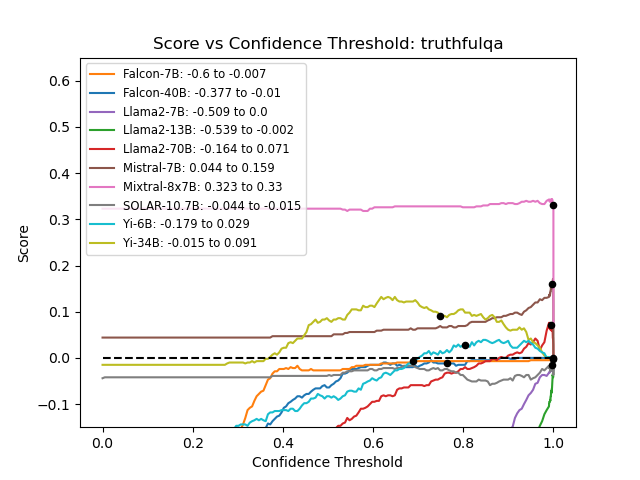 Score vs Confidence Threshold: truthfulqa
Falcon-7B: -0.6 to -0.007
Falcon-40B: -0.377 to -0.01
Llama2-7B: -0.509 to 0.0
Llama2-13B: -0.539 to -0.002
Llama2-70B: -0.164 to 0.071
Mistral-7B: 0.044 to 0.159
Mixtral-8x7B: 0.323 to 0.33
SOLAR-10.7B: -0.044 to -0.015
Yi-6B: -0.179 to 0.029
Yi-34B: -0.015 to 0.091
Score
0.6
0.5
0.4
0.3
0.2
0.1
0.0
−0.1
0.0 0.2 0.4 0.6 0.8 1.0
Confidence Threshold